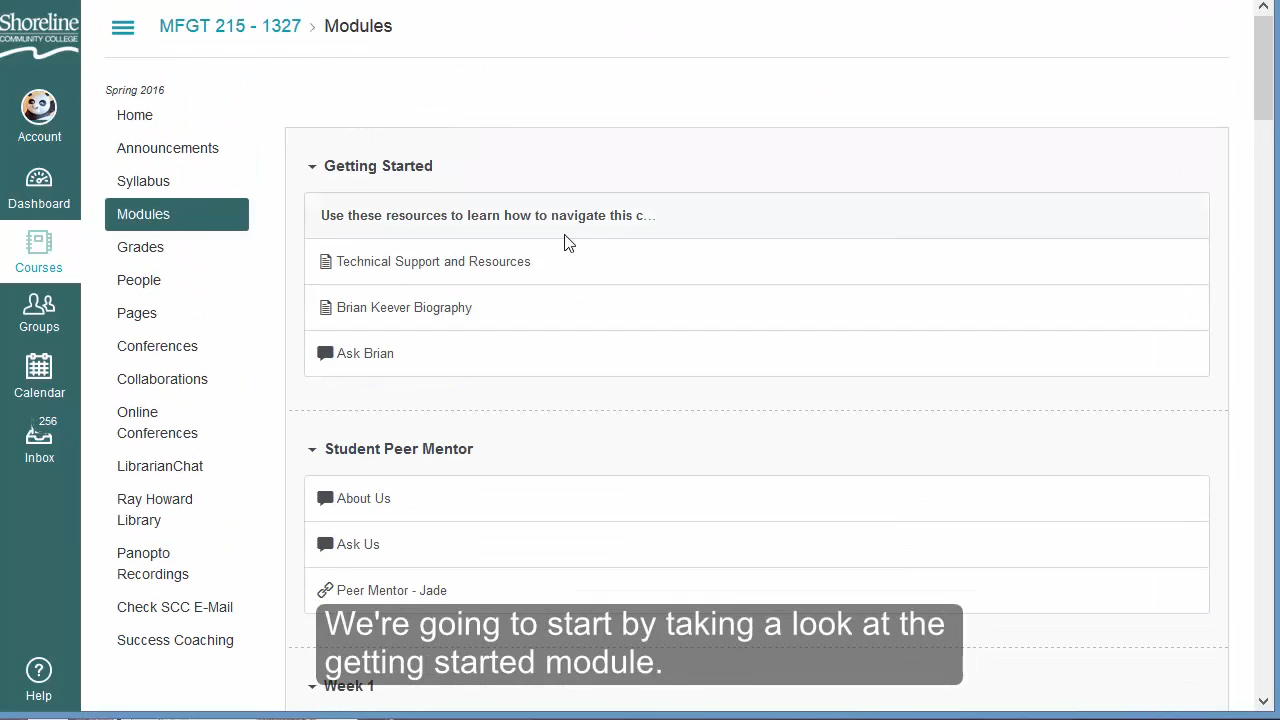 Shoreline
COMMUNITY COLLEGE
Account
Dashboard
Courses
Groups
Calendar
256
Inbox
Help
MFGT 215 - 1327 > Modules
Spring 2016
Home
Announcements
Syllabus
Modules
Grades
People
Pages
Conferences
Collaborations
Online
Conferences
LibrarianChat
Ray Howard
Library
Panopto
Recordings
Check SCC E-Mail
Success Coaching
Getting Started
Use these resources to learn how to navigate this c...
Technical Support and Resources
Brian Keever Biography
Ask Brian
Student Peer Mentor
About Us
Ask Us
Peer Mentor - Jade
We're going to start by taking a look at the
getting started module.
Week 1